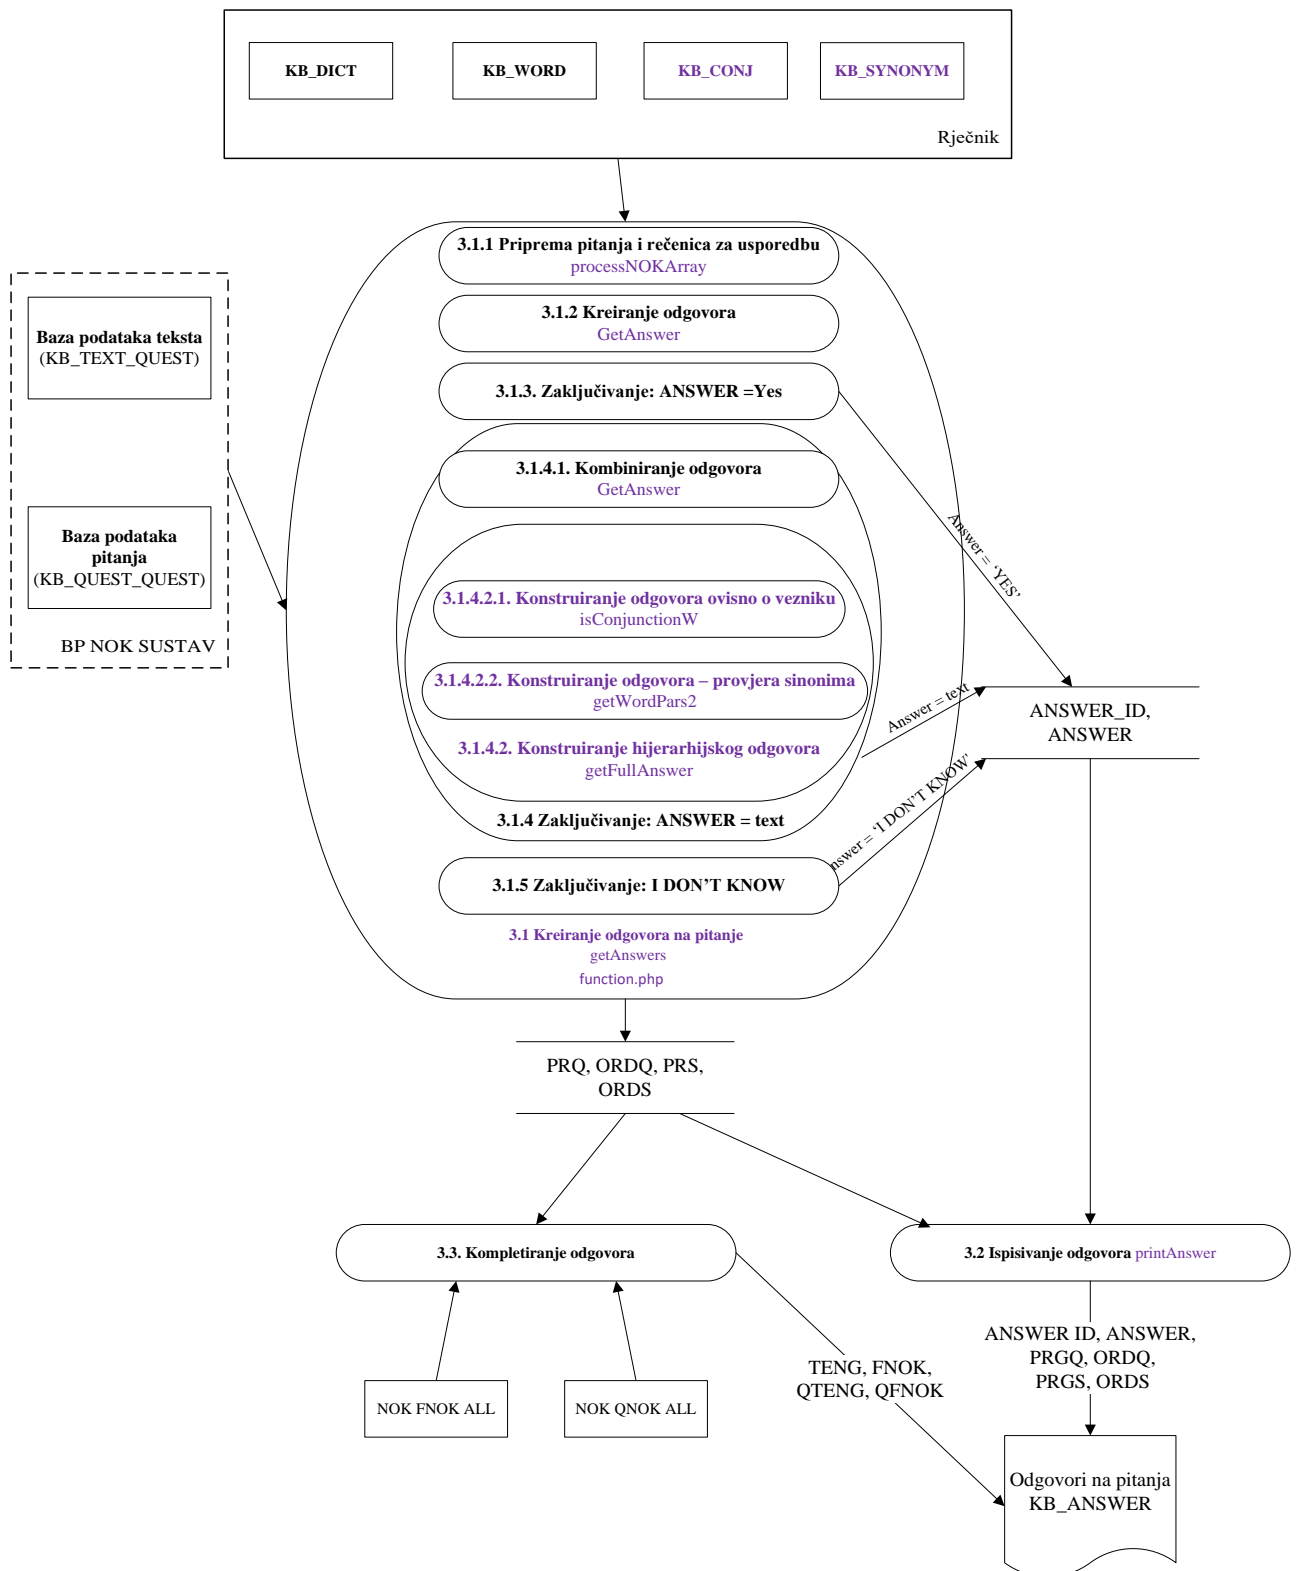 KB_DICT
KB_WORD
KB_CONJ
KB_SYNONYM
Rječnik
3.1.1 Priprema pitanja i rečenica za usporedbu
processNOKArray
3.1.2 Kreiranje odgovora
GetAnswer
3.1.3. Zaključivanje: ANSWER =Yes
Baza podataka teksta
(KB_TEXT_QUEST)
Baza podataka
pitanja
(KB_QUEST_QUEST)
BP NOK SUSTAV
3.1.4.1. Kombiniranje odgovora
GetAnswer
3.1.4.2.1. Konstruiranje odgovora ovisno o vezniku
isConjunctionW
3.1.4.2.2. Konstruiranje odgovora – provjera sinonima
getWordPars2
3.1.4.2. Konstruiranje hijerarhijskog odgovora
getFullAnswer
3.1.4 Zaključivanje: ANSWER = text
3.1.5 Zaključivanje: I DON’T KNOW
3.1 Kreiranje odgovora na pitanje
getAnswers
function.php
Answer = ‘YES’
Answer = text
nswer = ‘I DON’T KNOW’
ANSWER_ID,
ANSWER
PRQ, ORDQ, PRS,
ORDS
3.3. Kompletiranje odgovora
3.2 Ispisivanje odgovora printAnswer
NOK FNOK ALL
NOK QNOK ALL
TENG, FNOK,
QTENG, QFNOK
ANSWER ID, ANSWER,
PRGQ, ORDQ,
PRGS, ORDS
Odgovori na pitanja
KB_ANSWER